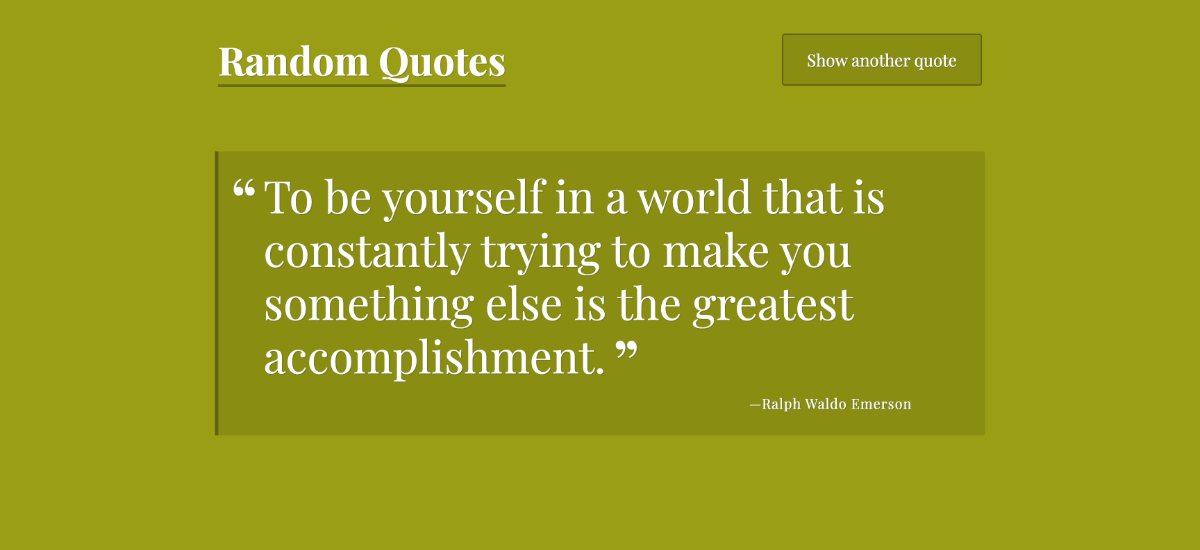 Random Quotes
Show another quote
“To be yourself in a world that is
constantly trying to make you
something else is the greatest
accomplishment. ”
—Ralph Waldo Emerson